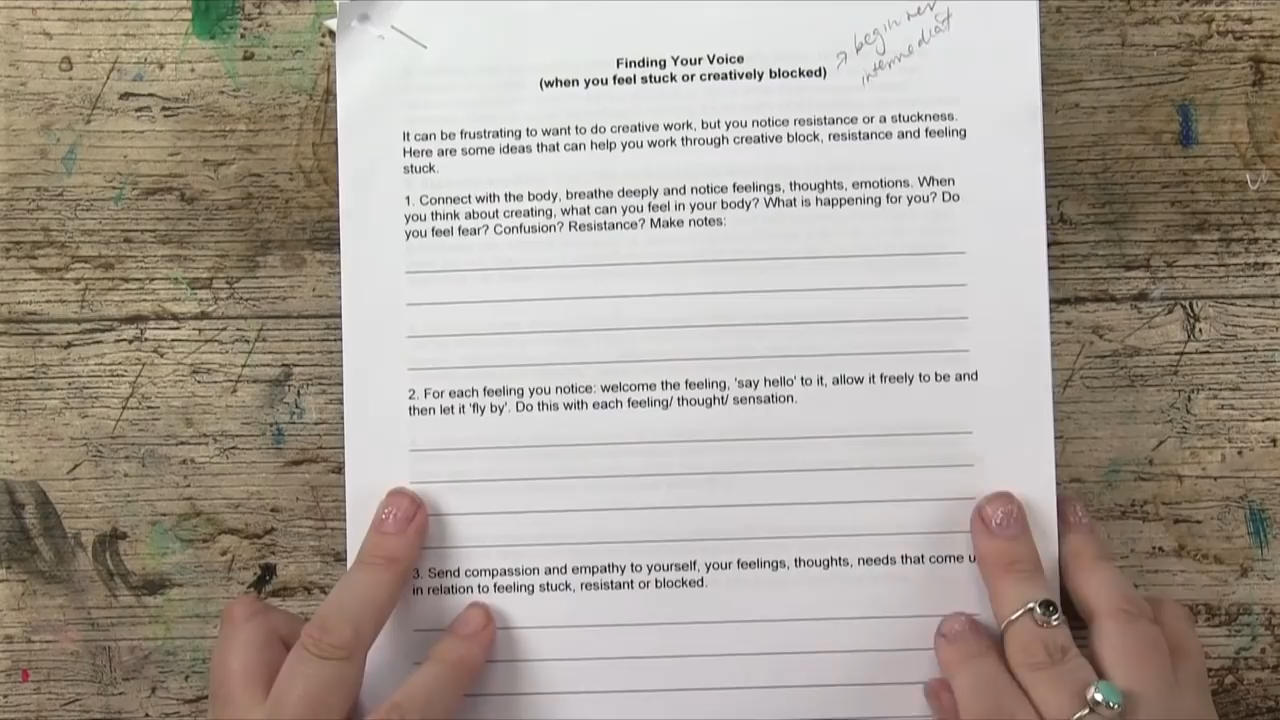 beginner
intermediat
Finding Your Voice
(when you feel stuck or creatively blocked)
It can be frustrating to want to do creative work, but you notice resistance or a stuckness.
Here are some ideas that can help you work through creative block, resistance and feeling
stuck.
1. Connect with the body, breathe deeply and notice feelings, thoughts, emotions. When
you think about creating, what can you feel in your body? What is happening for you? Do
you feel fear? Confusion? Resistance? Make notes:
2. For each feeling you notice: welcome the feeling, 'say hello' to it, allow it freely to be and
then let it 'fly by'. Do this with each feeling/ thought/ sensation.
3. Send compassion and empathy to yourself, your feelings, thoughts, needs that come u
in relation to feeling stuck, resistant or blocked.